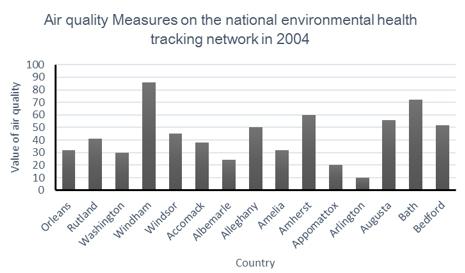 Air quality Measures on the national environmental health
tracking network in 2004
Value of air quality
100
90
80
70
60
50
40
30
20
10
0
Orleans
Rutland
Washington
Windham
Windsor
Accomack
Albemarle
Alleghany
Amelia
Amherst
Appomattox
Arlington
Augusta
Bath
Bedford
Country